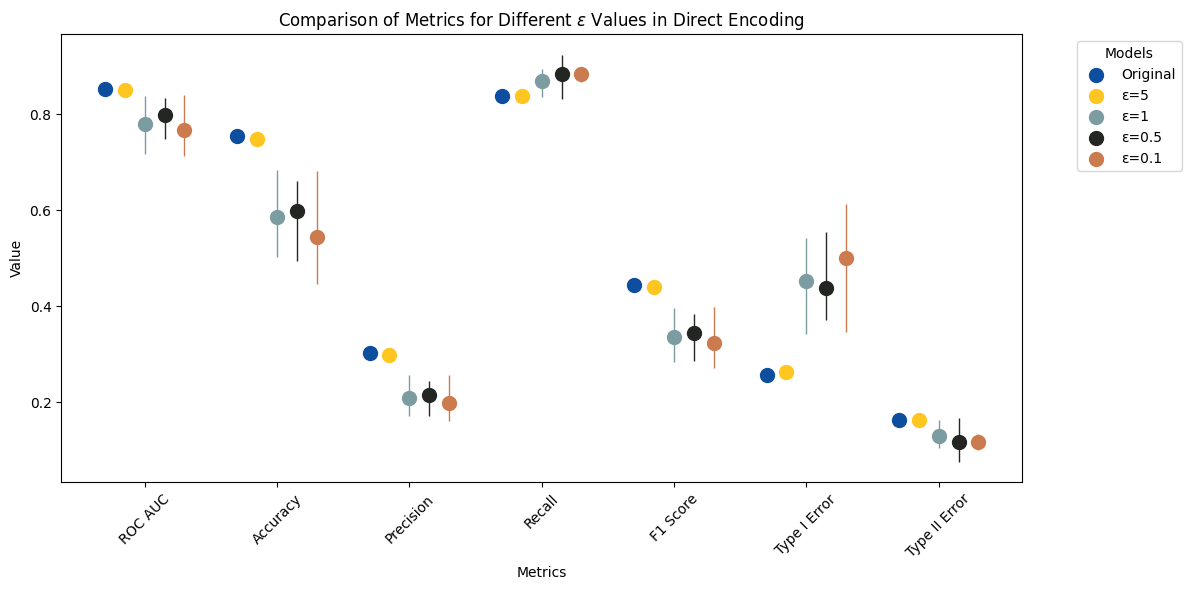 Comparison of Metrics for Different ε Values in Direct Encoding
Models
Original
ε=5
ε=1
ε=0.5
ε=0.1
Value
0.8
0.6
0.4
0.2
ROC AUC
Accuracy
Precision
Recall
F1 Score
Type I Error
Type II Error
Metrics